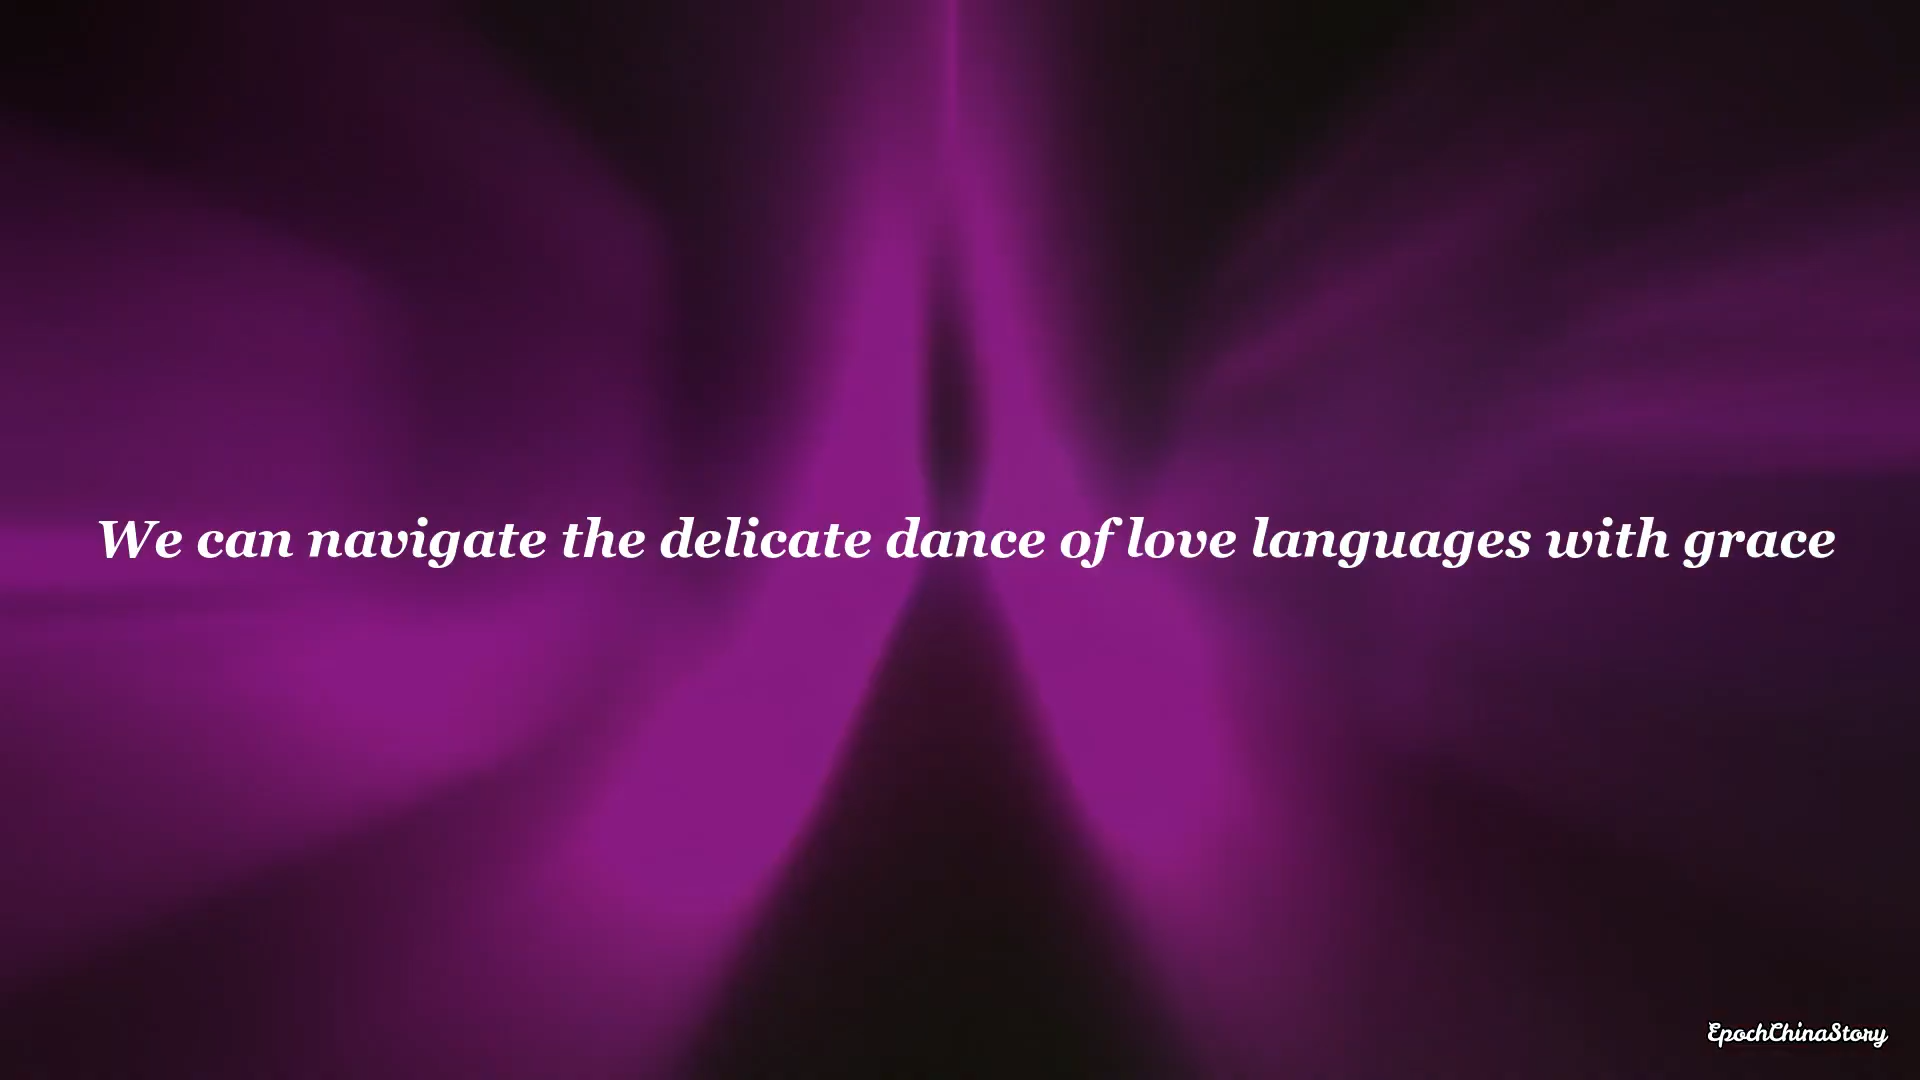 We can navigate the delicate dance of love languages with grace
EpochChinaStory